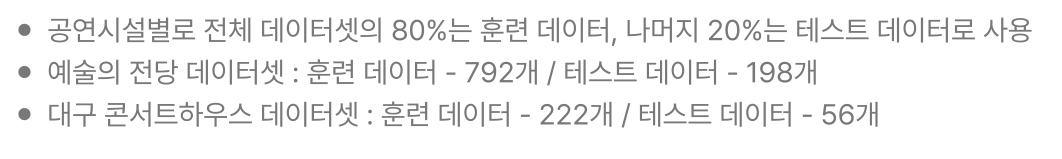 ● 공연시설별로 전체 데이터셋의 80%는 훈련 데이터, 나머지 20%는 테스트 데이터로 사용
● 예술의 전당 데이터셋 : 훈련 데이터 - 792개 / 테스트 데이터 - 198개
● 대구 콘서트하우스 데이터셋 : 훈련 데이터 - 222개 / 테스트 데이터 - 56개